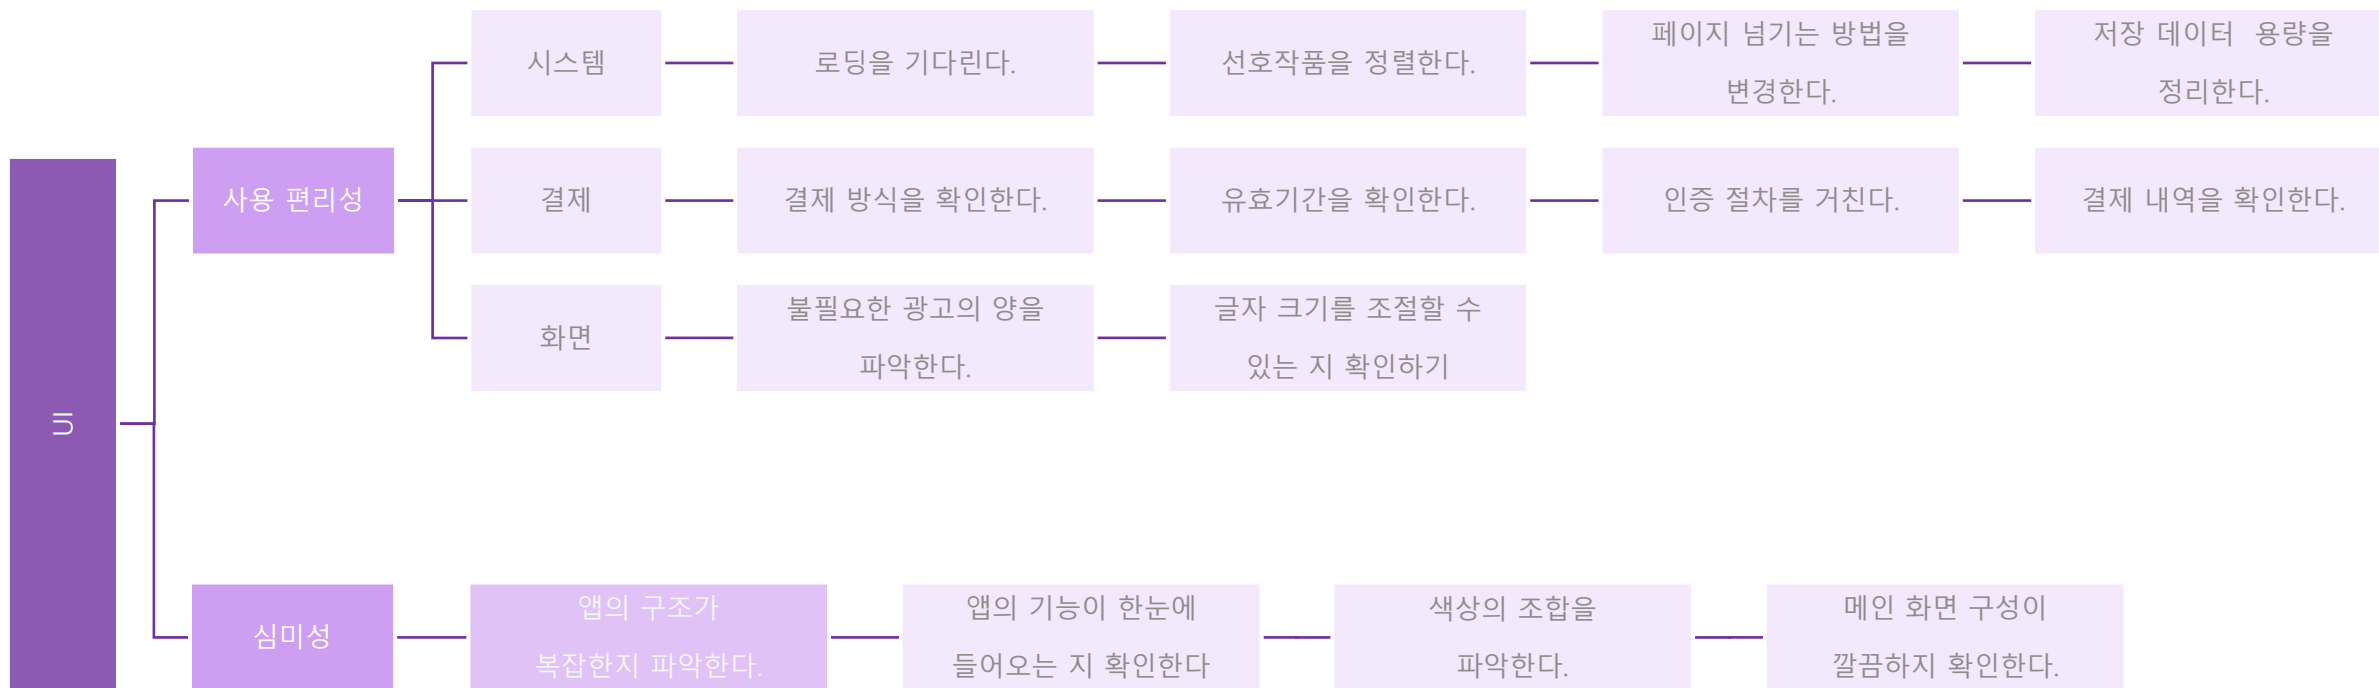 UI
사용 편리성
시스템
로딩을 기다린다.
선호작품을 정렬한다.
페이지 넘기는 방법을
변경한다.
저장 데이터  용량을
정리한다.
결제
결제 방식을 확인한다.
유효기간을 확인한다.
인증 절차를 거친다.
결제 내역을 확인한다.
화면
불필요한 광고의 양을
파악한다.
글자 크기를 조절할 수
있는 지 확인하기
심미성
앱의 구조가
복잡한지 파악한다.
앱의 기능이 한눈에
들어오는 지 확인한다
색상의 조합을
파악한다.
메인 화면 구성이
깔끔하지 확인한다.